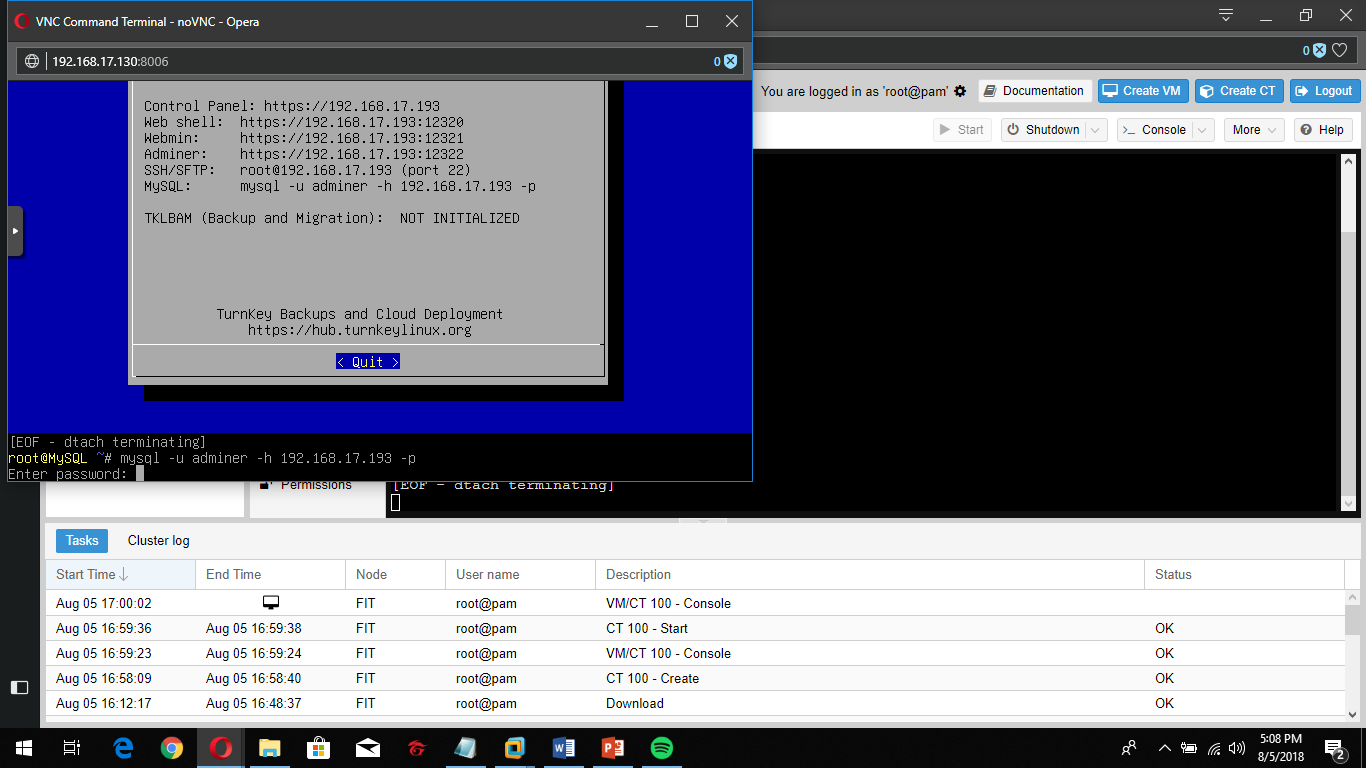 VNC Command Terminal - noVNC - Opera
192.168.17.130:8006
0
0
You are logged in as 'root@pam'
Documentation
Create VM
Create CT
Logout
Start
Shutdown
Console
More
Help
Control Panel: https://192.168.17.193
Web shell: https://192.168.17.193:12320
Webmin: https://192.168.17.193:12321
Adminer: https://192.168.17.193:12322
SSH/SFTP: root@192.168.17.193 (port 22)
MySQL: mysql -u adminer -h 192.168.17.193 -p
TKLBAM (Backup and Migration): NOT INITIALIZED
TurnKey Backups and Cloud Deployment
https://hub.turnkeylinux.org
< Quit >
[EOF - dtach terminating]
root@MySQL ~# mysql -u adminer -h 192.168.17.193 -p
Enter password:
Permissions
[EOF - dtach terminating]
Tasks Cluster log
Start Time End Time Node User name Description Status
Aug 05 17:00:02 FIT root@pam VM/CT 100 - Console
Aug 05 16:59:36 Aug 05 16:59:38 FIT root@pam CT 100 - Start OK
Aug 05 16:59:23 Aug 05 16:59:24 FIT root@pam VM/CT 100 - Console OK
Aug 05 16:58:09 Aug 05 16:58:40 FIT root@pam CT 100 - Create OK
Aug 05 16:12:17 Aug 05 16:48:37 FIT root@pam Download OK
5:08 PM
8/5/2018
2